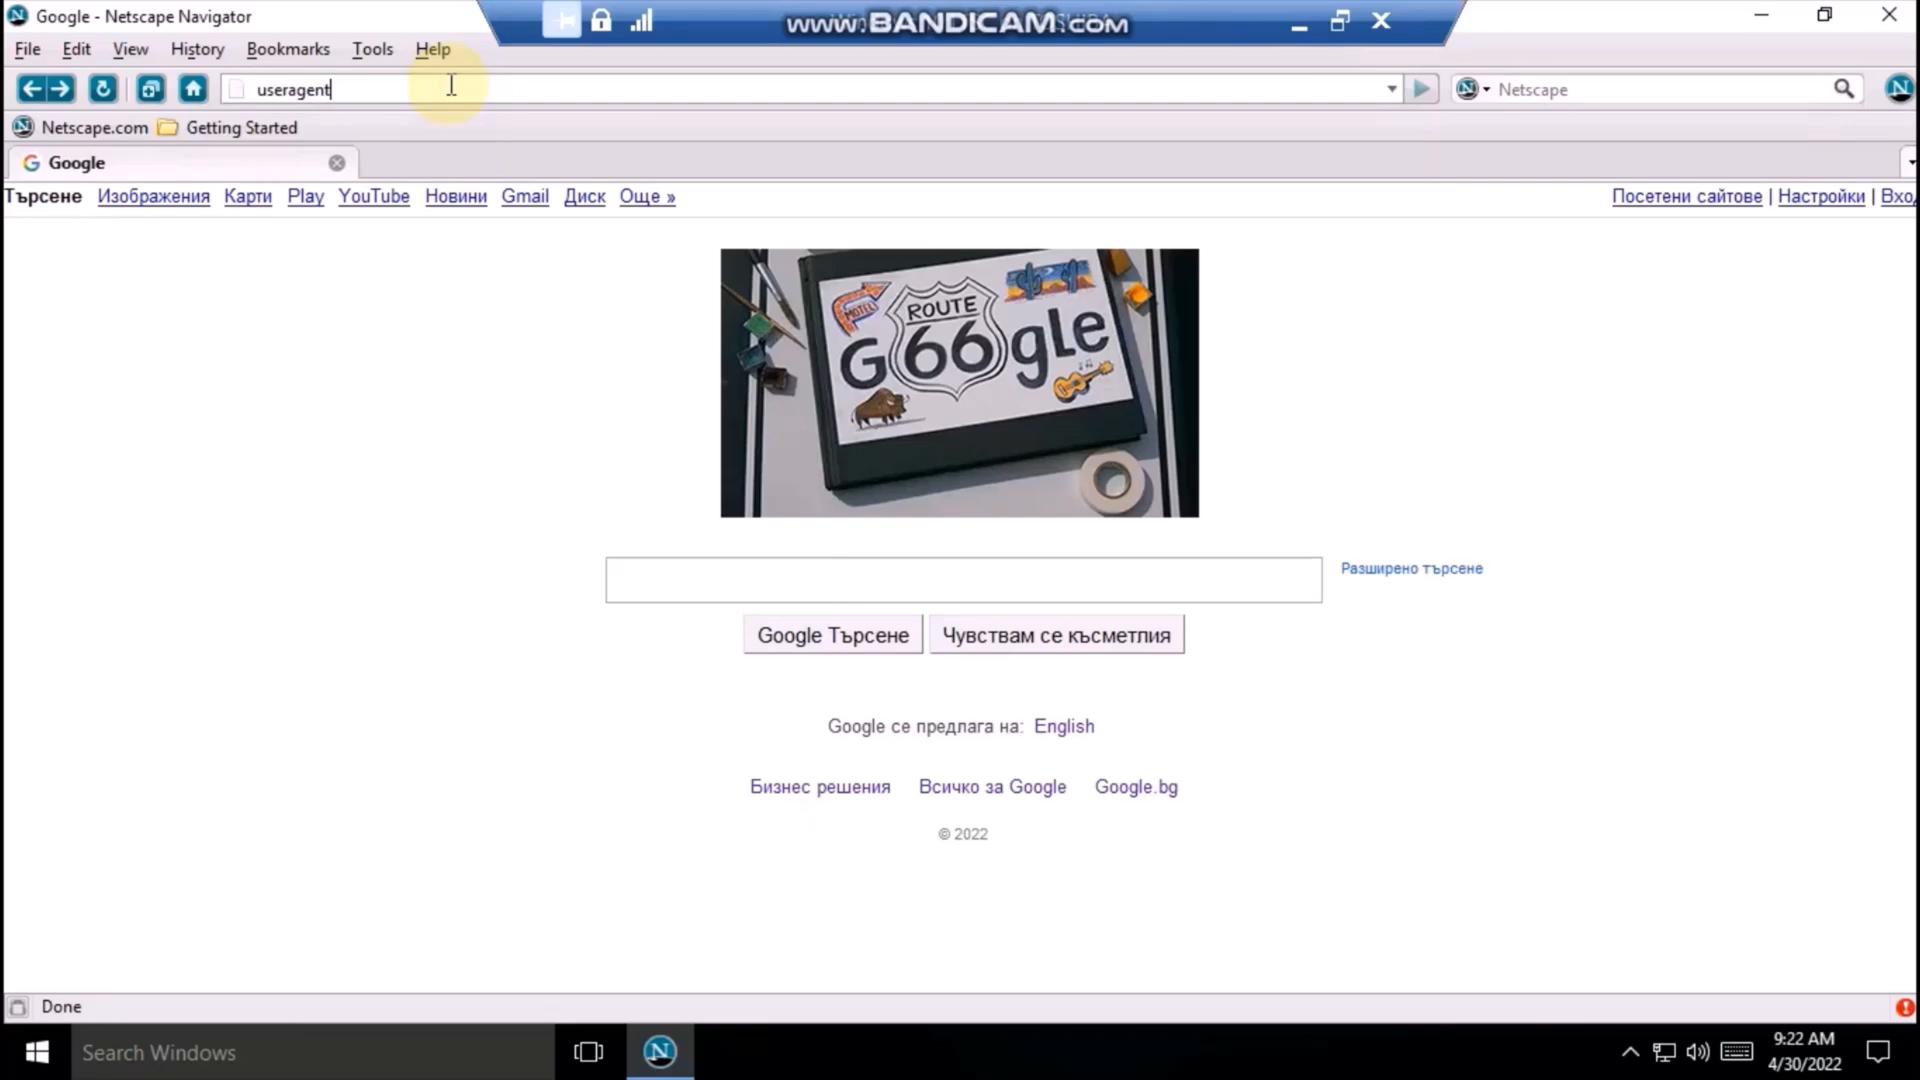 Google - Netscape Navigator
www.BANDICAM.com
File Edit View History Bookmarks Tools Help
useragent
Netscape
Netscape.com Getting Started
Google
Търсене Изображения Карти Play YouTube Новини Gmail Диск Още »
Посетени сайтове | Настройки |
MOTEL
ROUTE
G66gle
Разширено търсене
Google Търсене Чувствам се късметлия
Google се предлага на: English
Бизнес решения Всичко за Google Google.bg
© 2022
Done
Search Windows
9:22 AM
4/30/2022